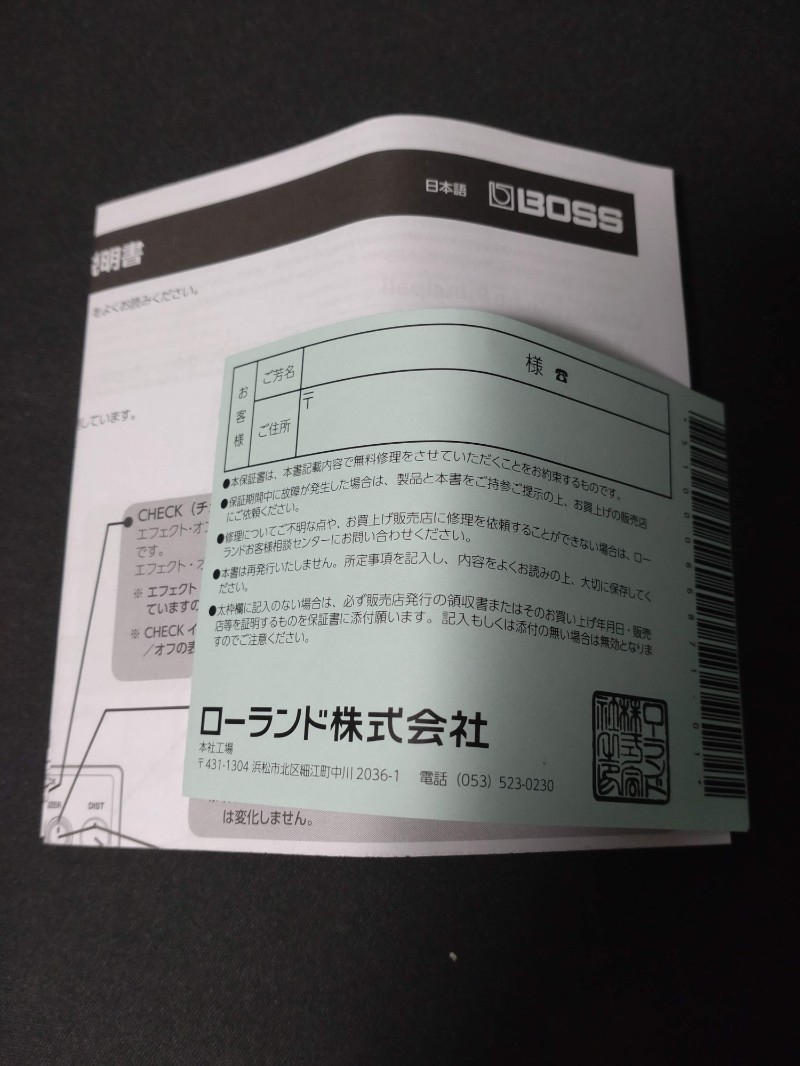 日本語 BOSS
明書
をよくお読みください。
しています。
CHECK（チ
エフェクト・オ
です。
エフェクト・オ
※ エフェクト
ていますの
※ CHECK イ
／オフの表
は変化しません。
お客様
ご芳名
様 ☎
ご住所
〒
●本保証書は、本書記載内容で無料修理をさせていただくことをお約束するものです。
●保証期間中に故障が発生した場合は、製品と本書をご持参ご提示の上、お買上げの販売店
にご依頼ください。
●修理についてご不明な点や、お買上げ販売店に修理を依頼することができない場合は、ロー
ランドお客様相談センターにお問い合わせください。
●本書は再発行いたしません。所定事項を記入し、内容をよくお読みの上、大切に保存してく
ださい。
●太枠欄に記入のない場合は、必ず販売店発行の領収書またはそのお買い上げ年月日・販売
店等を証明するものを保証書に添付願います。記入もしくは添付の無い場合は無効となりま
すのでご注意ください。
ローランド株式会社
本社工場
〒431-1304 浜松市北区細江町中川 2036-1 電話（053）523-0230